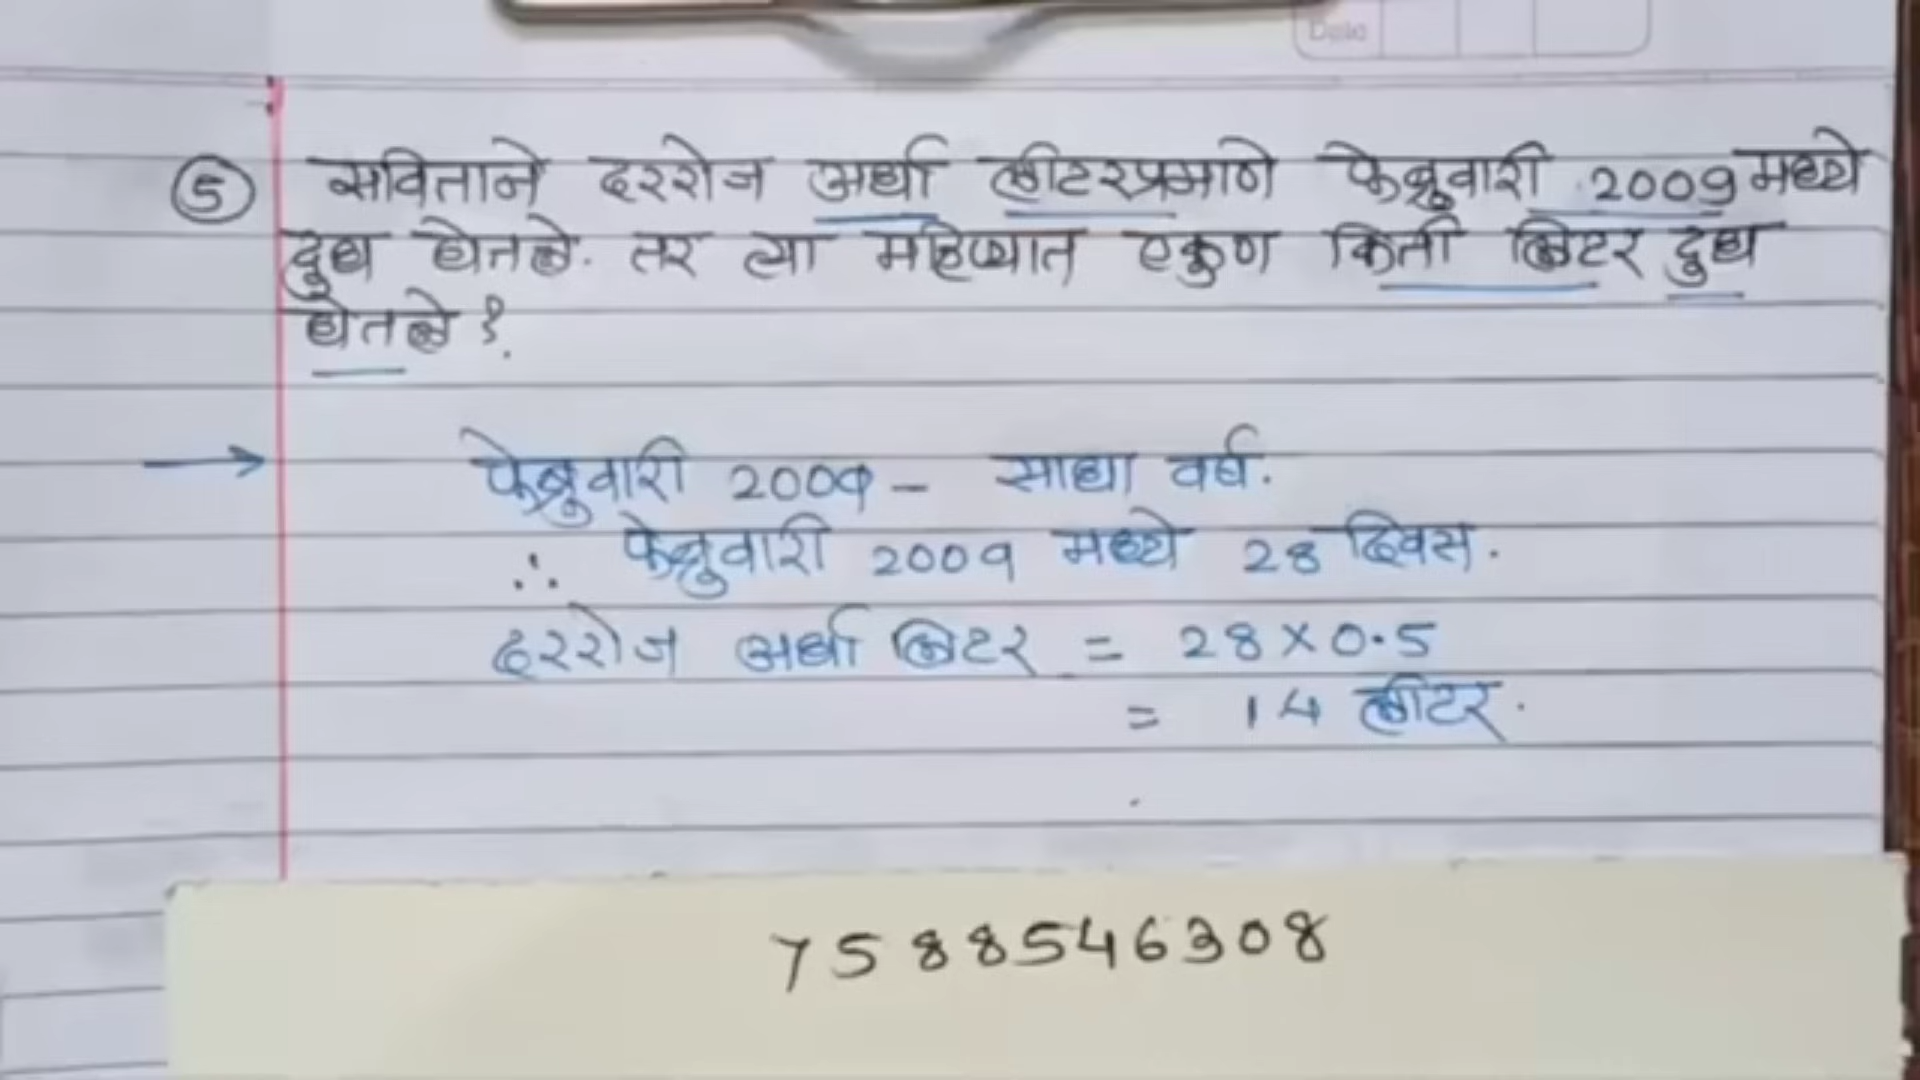 Date
⑤ सविताने दररोज अर्धा लीटरप्रमाणे फेब्रुवारी 2009 मध्ये
दुध घेतले. तर त्या महिण्यात एकुण किती लिटर दुध
घेतले ?
→ फेब्रुवारी 2009 – साधा वर्ष.
∴ फेब्रुवारी 2009 मध्ये 28 दिवस.
दररोज अर्धा लिटर = 28 × 0.5
= 14 लीटर.
7588546308